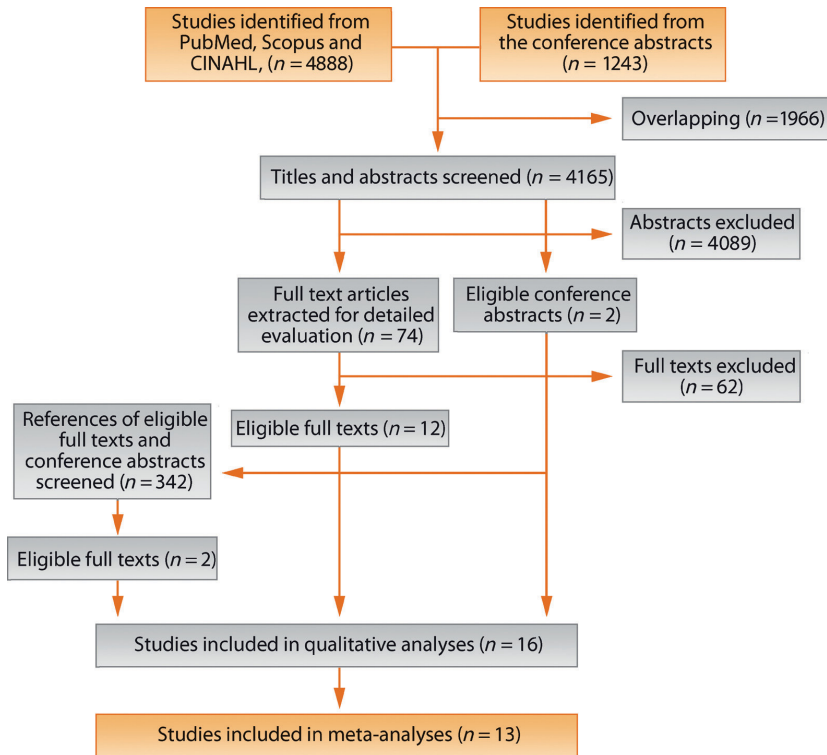 Studies identified from
PubMed, Scopus and
CINAHL, (n = 4888)
Studies identified from
the conference abstracts
(n = 1243)
Overlapping (n = 1966)
Titles and abstracts screened (n = 4165)
Abstracts excluded
(n = 4089)
Full text articles
extracted for detailed
evaluation (n = 74)
Eligible conference
abstracts (n = 2)
Full texts excluded
(n = 62)
References of eligible
full texts and
conference abstracts
screened (n = 342)
Eligible full texts (n = 12)
Eligible full texts (n = 2)
Studies included in qualitative analyses (n = 16)
Studies included in meta-analyses (n = 13)